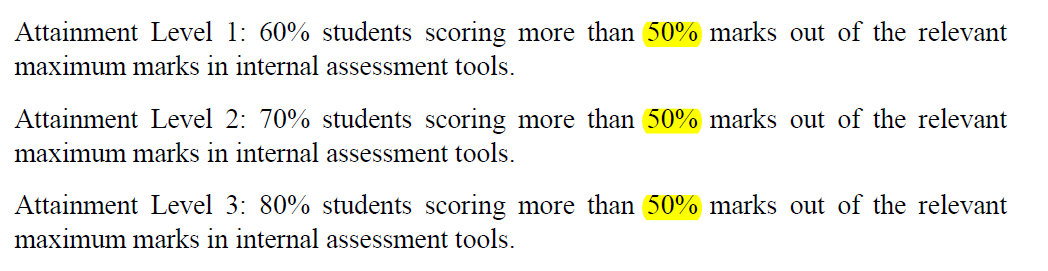 Attainment Level 1: 60% students scoring more than 50% marks out of the relevant
maximum marks in internal assessment tools.
Attainment Level 2: 70% students scoring more than 50% marks out of the relevant
maximum marks in internal assessment tools.
Attainment Level 3: 80% students scoring more than 50% marks out of the relevant
maximum marks in internal assessment tools.